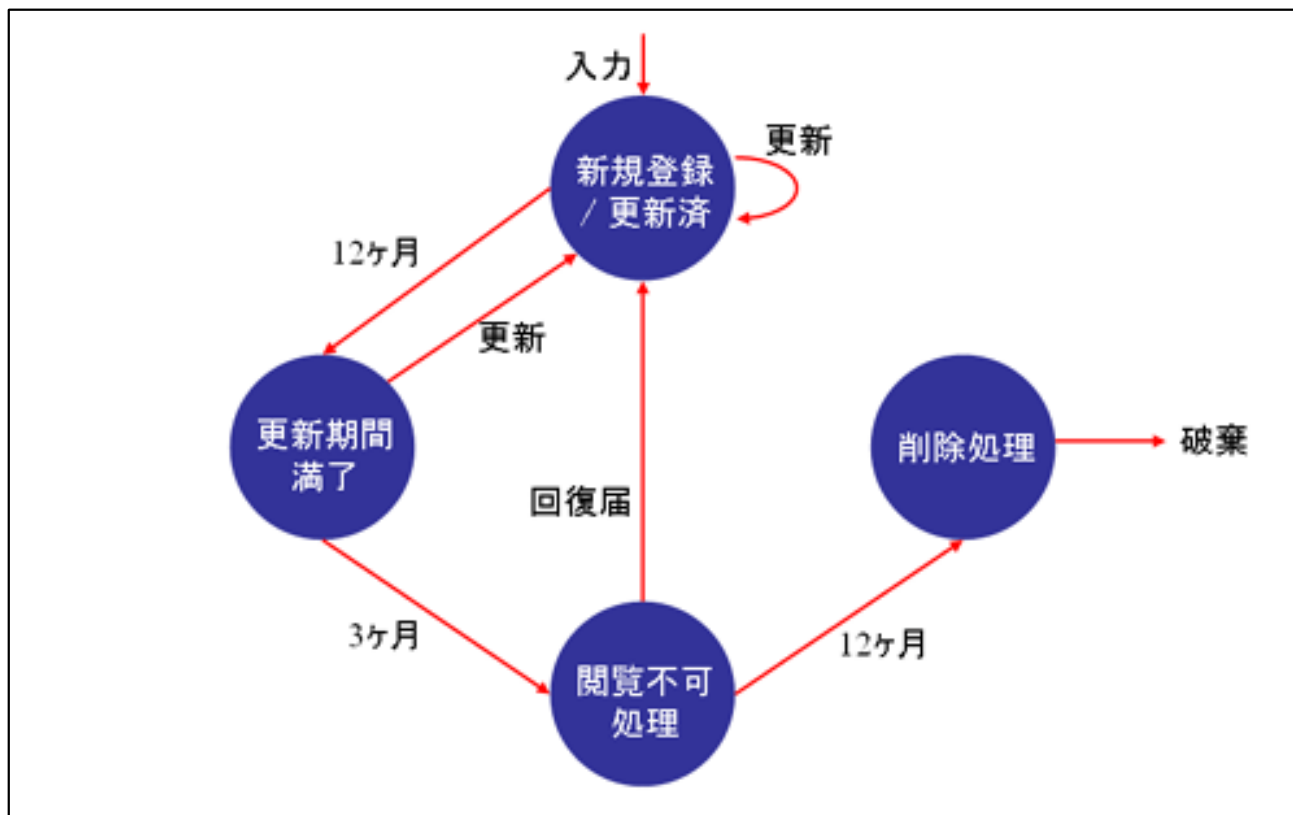 入力
新規登録
/ 更新済
更新
12ヶ月
更新
更新期間
満了
削除処理
破棄
回復届
3ヶ月
12ヶ月
閲覧不可
処理